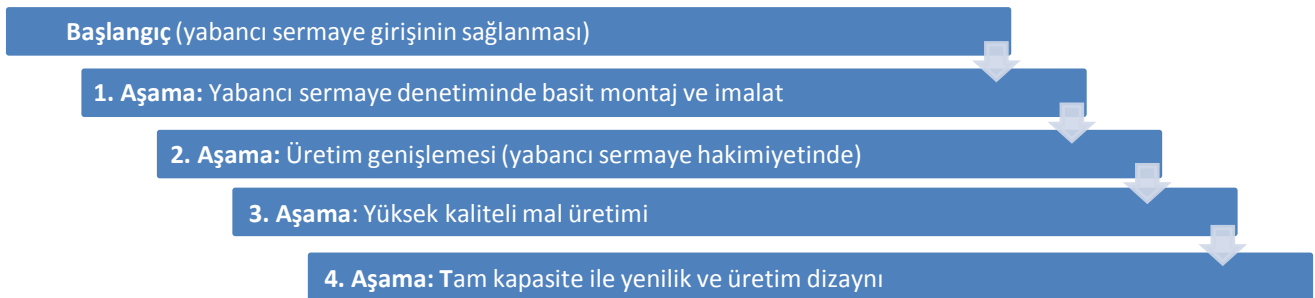 Başlangıç (yabancı sermaye girişinin sağlanması)
1. Aşama: Yabancı sermaye denetiminde basit montaj ve imalat
2. Aşama: Üretim genişlemesi (yabancı sermaye hakimiyetinde)
3. Aşama: Yüksek kaliteli mal üretimi
4. Aşama: Tam kapasite ile yenilik ve üretim dizaynı